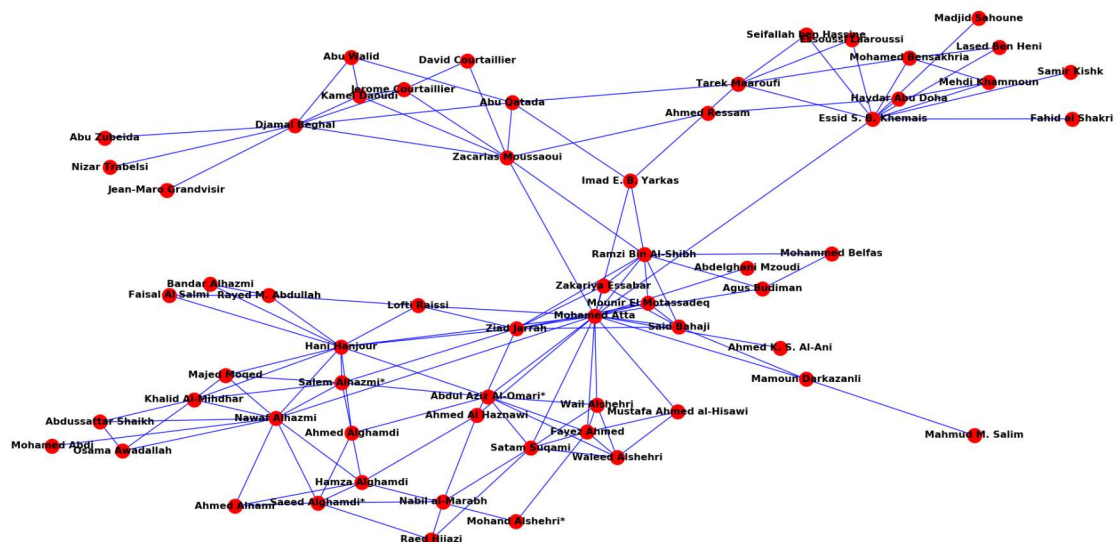 Madjid Sahoune
Seifallah ben Hassine
Essoussi Laaroussi
Lased Ben Heni
Abu Walid
David Courtaillier
Mohamed Bensakhria
Samir Kishk
Tarek Maaroufi
Mehdi Khammoun
Jerome Courtaillier
Kamel Daoudi
Haydar Abu Doha
Abu Qatada
Ahmed Ressam
Essid S. B. Khemais
Fahid al Shakri
Djamal Beghal
Abu Zubeida
Zacarias Moussaoui
Nizar Trabelsi
Imad E. B. Yarkas
Jean-Maro Grandvisir
Ramzi Bin Al-Shibh
Mohammed Belfas
Abdelghani Mzoudi
Bandar Alhazmi
Zakariya Essabar
Agus Budiman
Faisal Al Salmi
Rayed M. Abdullah
Mounir El Motassadeq
Lofti Raissi
Mohamed Atta
Ziad Jarrah
Said Bahaji
Hani Hanjour
Ahmed K. S. Al-Ani
Majed Moqed
Mamoun Darkazanli
Salem Alhazmi*
Khalid Al-Mihdhar
Abdul Aziz Al-Omari*
Wail Alshehri
Mustafa Ahmed al-Hisawi
Ahmed Al Haznawi
Nawaf Alhazmi
Abdussattar Shaikh
Ahmed Alghamdi
Fayez Ahmed
Mahmud M. Salim
Mohamed Abdi
Osama Awadallah
Satam Suqami
Waleed Alshehri
Hamza Alghamdi
Ahmed Alnami
Saeed Alghamdi*
Nabil al-Marabh
Mohand Alshehri*
Raed Hijazi